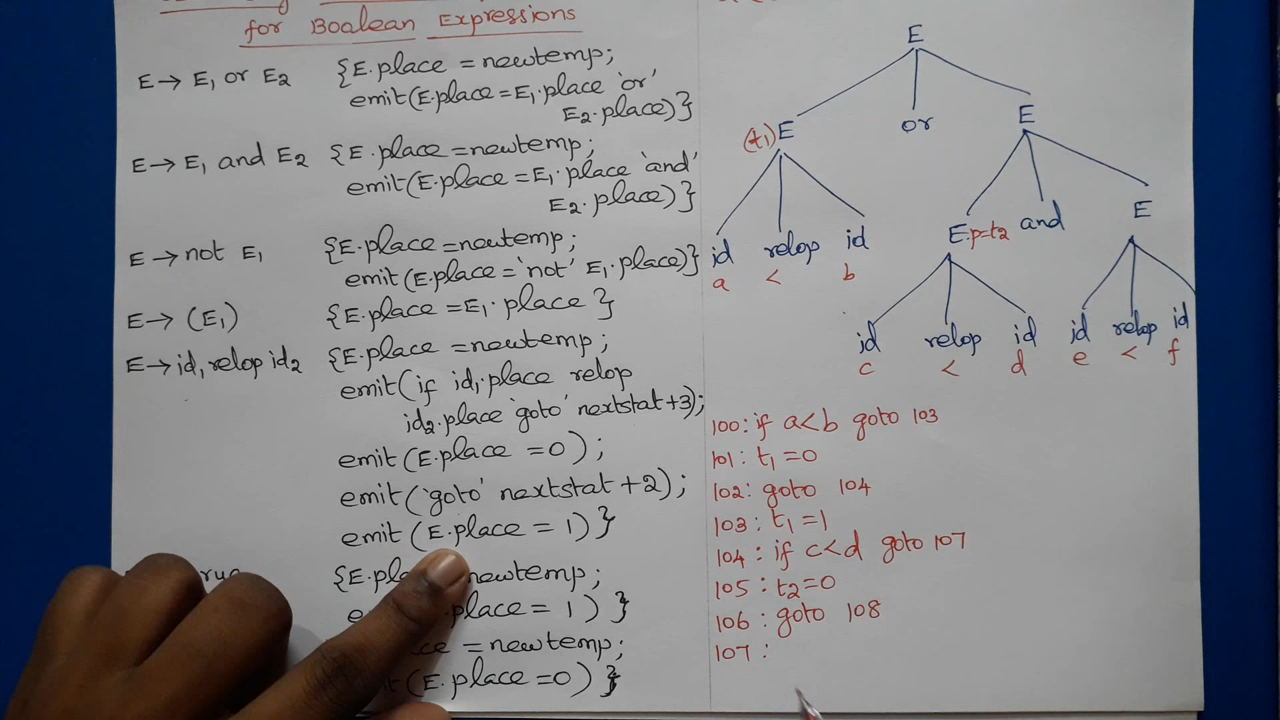 for Boolean Expressions
E → E1 or E2 {E.place = newtemp;
emit(E.place = E1.place 'or'
E2.place)}
E → E1 and E2 {E.place = newtemp;
emit(E.place = E1.place 'and'
E2.place)}
E → not E1 {E.place = newtemp;
emit(E.place = 'not' E1.place)}
E → (E1) {E.place = E1.place }
E → id1 relop id2 {E.place = newtemp;
emit(if id1.place relop
id2.place 'goto' nextstat+3);
emit(E.place = 0);
emit('goto' nextstat+2);
emit(E.place = 1)}
newtemp;
place = 1)}
= newtemp;
(E.place = 0)}
E
(t1) E or E
id relop id
a < b
E.p=t2 and E
id relop id id relop id
c < d e < f
100: if a<b goto 103
101: t1=0
102: goto 104
103: t1=1
104: if c<d goto 107
105: t2=0
106: goto 108
107: